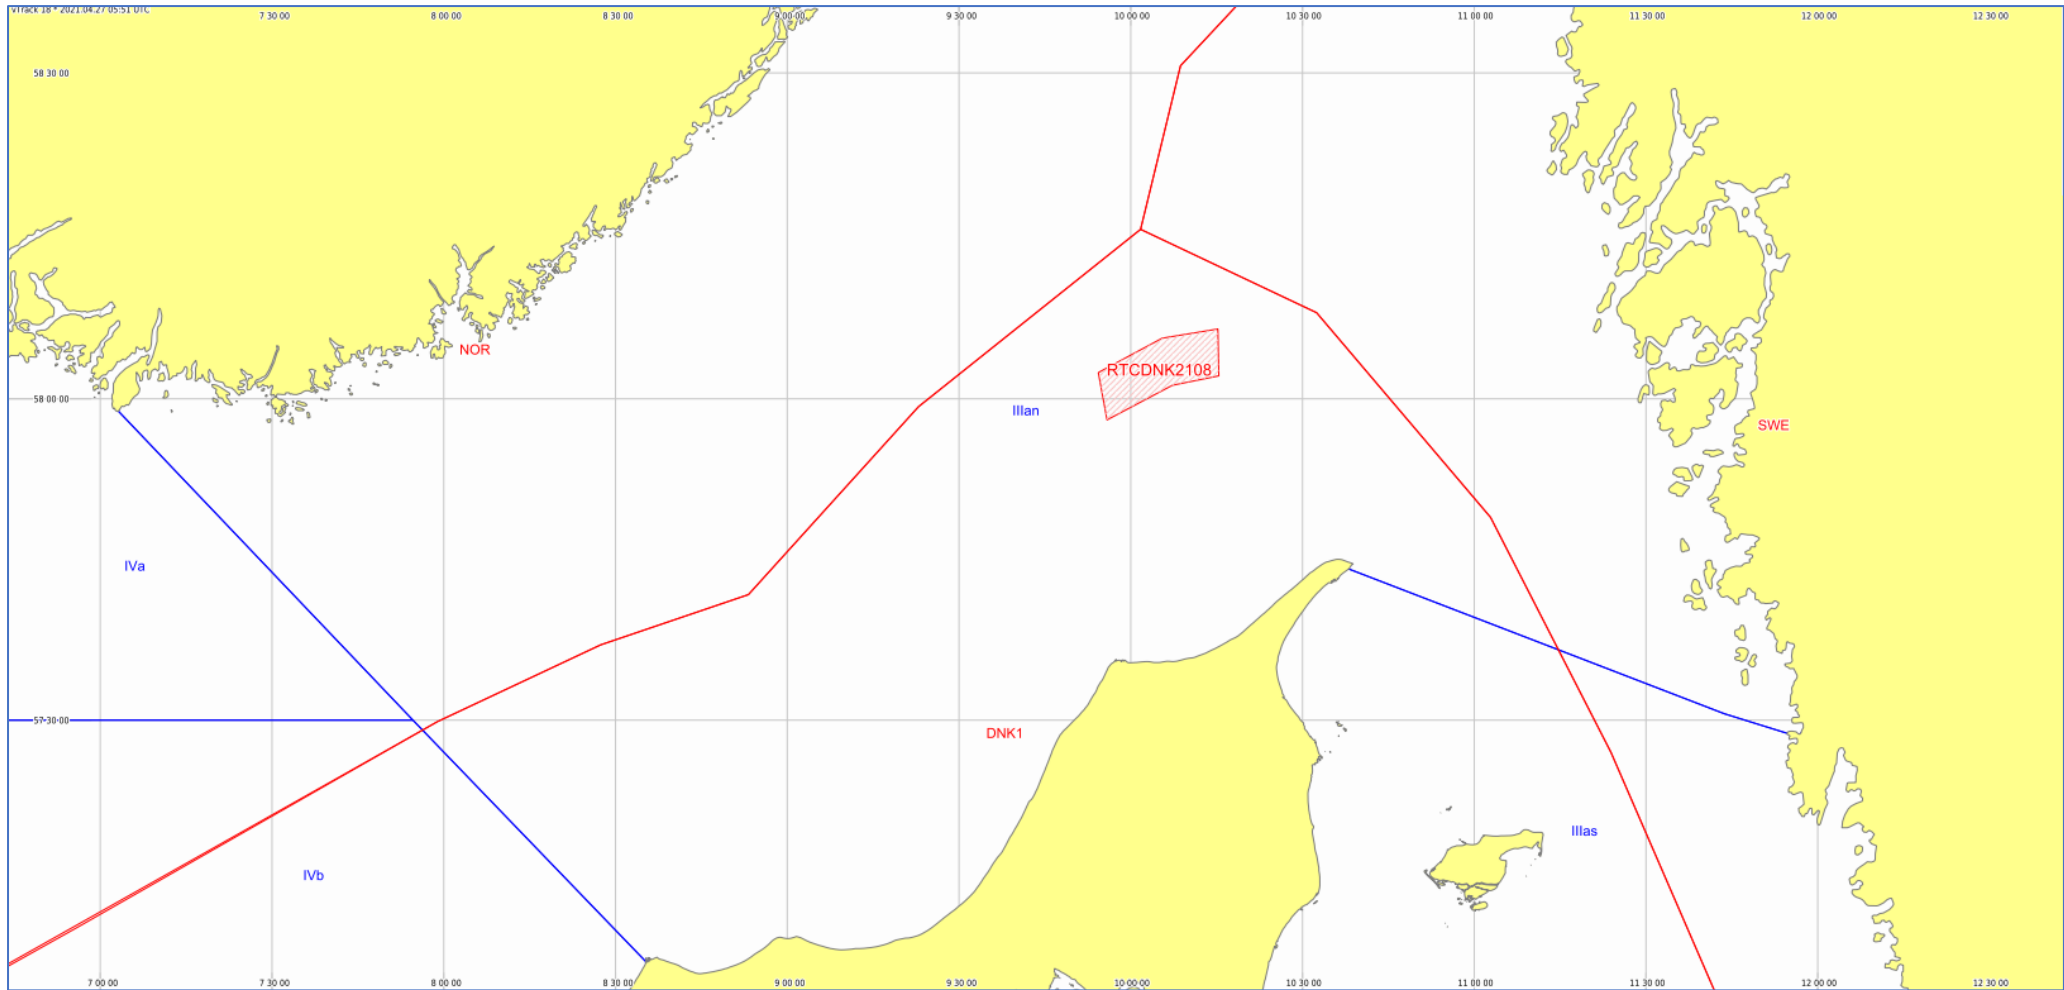 vTrack 18 * 2021.04.27 05:51 UTC
7 30 00
8 00 00
8 30 00
9 00 00
9 30 00
10 00 00
10 30 00
11 00 00
11 30 00
12 00 00
12 30 00
58 30 00
NOR
RTCDNK2108
58 00 00
IIIan
SWE
IVa
57 30 00
DNK1
IIIas
IVb
7 00 00
7 30 00
8 00 00
8 30 00
9 00 00
9 30 00
10 00 00
10 30 00
11 00 00
11 30 00
12 00 00
12 30 00